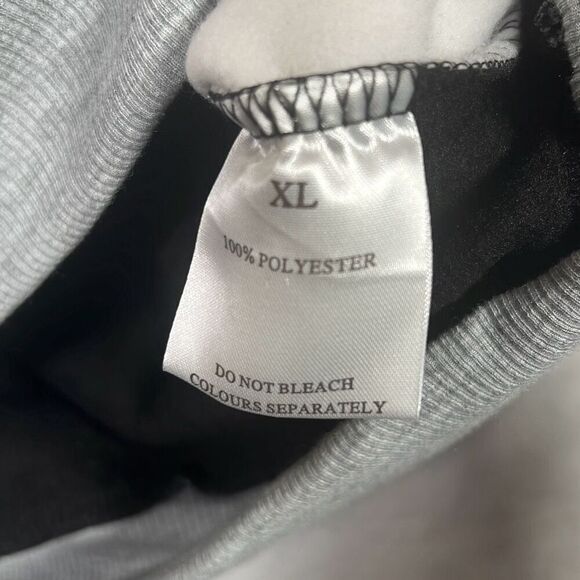 XL
100% POLYESTER
DO NOT BLEACH
COLOURS SEPARATELY